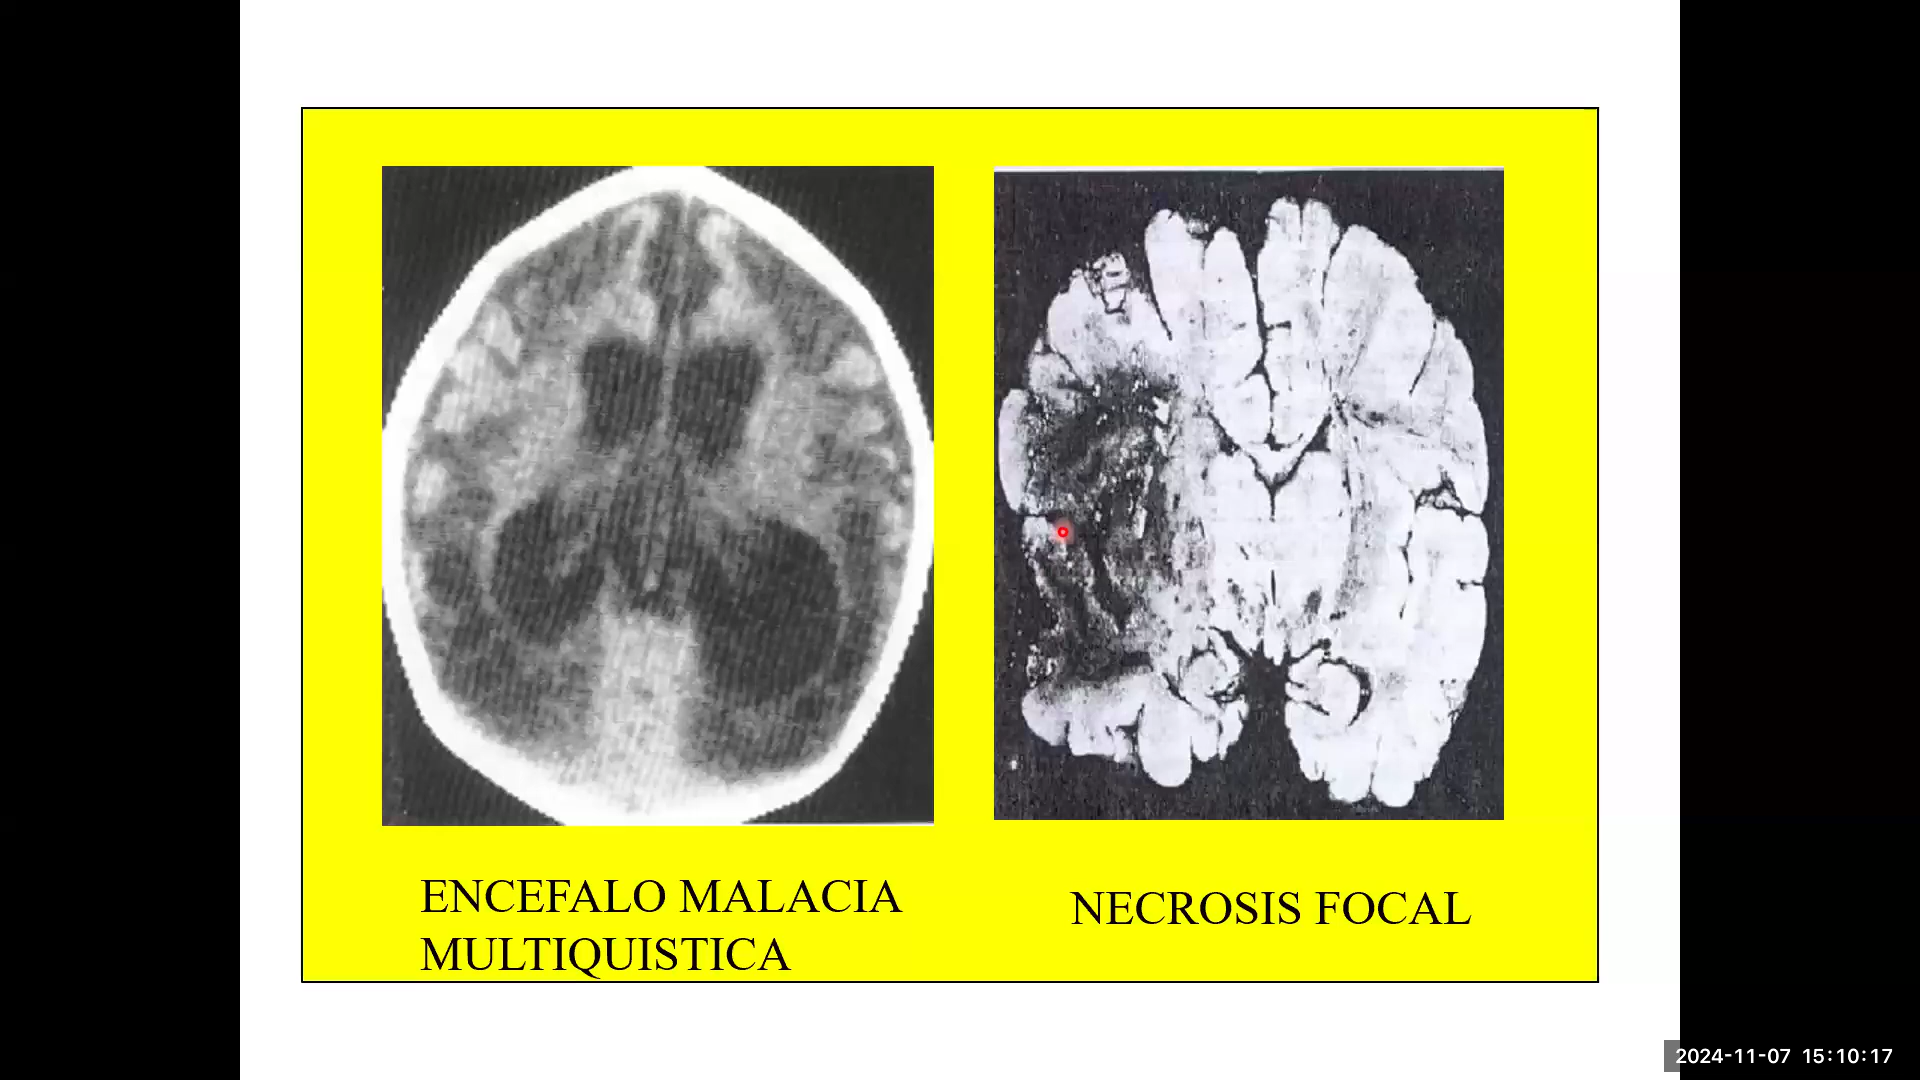 ENCEFALO MALACIA
MULTIQUISTICA
NECROSIS FOCAL
2024-11-07 15:10:17